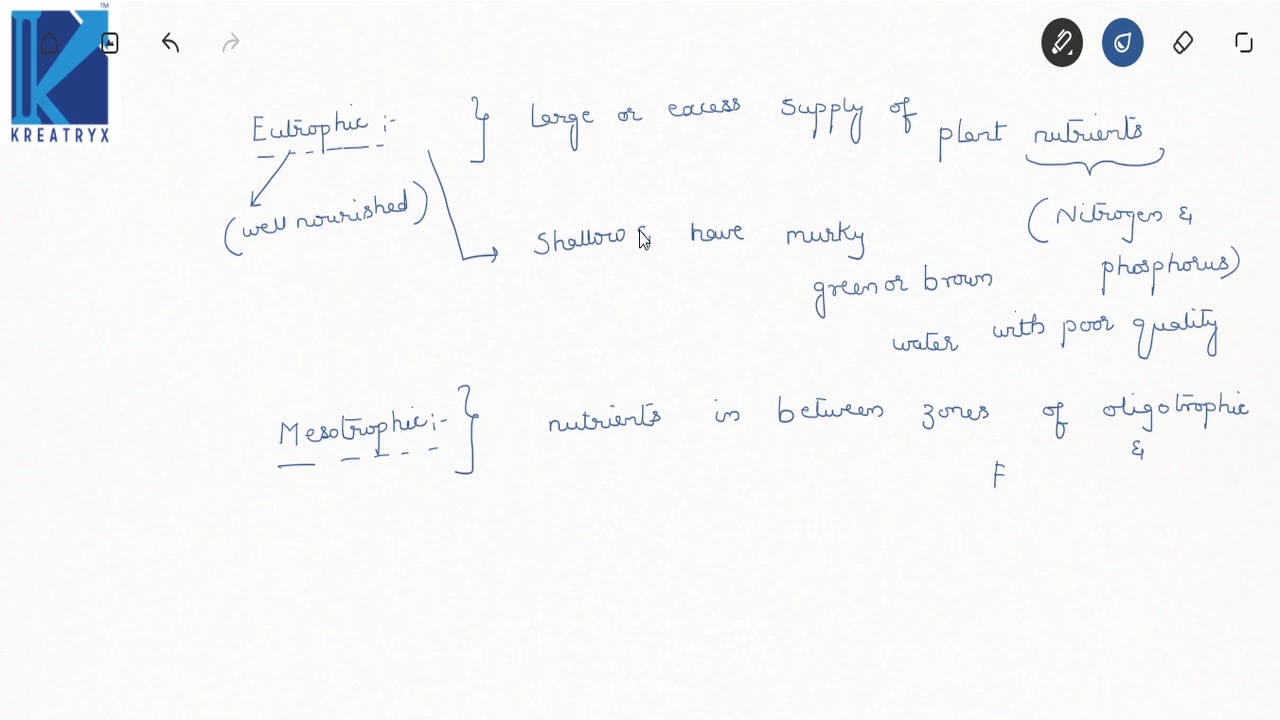 TM
KREATRYX
Eutrophic :- } Large or excess supply of
plant nutrients
(well nourished)
(Nitrogen &
phosphorus)
Shallow & have murky
green or brown
water with poor quality
Mesotrophic :- } nutrients in between zones of oligotrophic
&
F